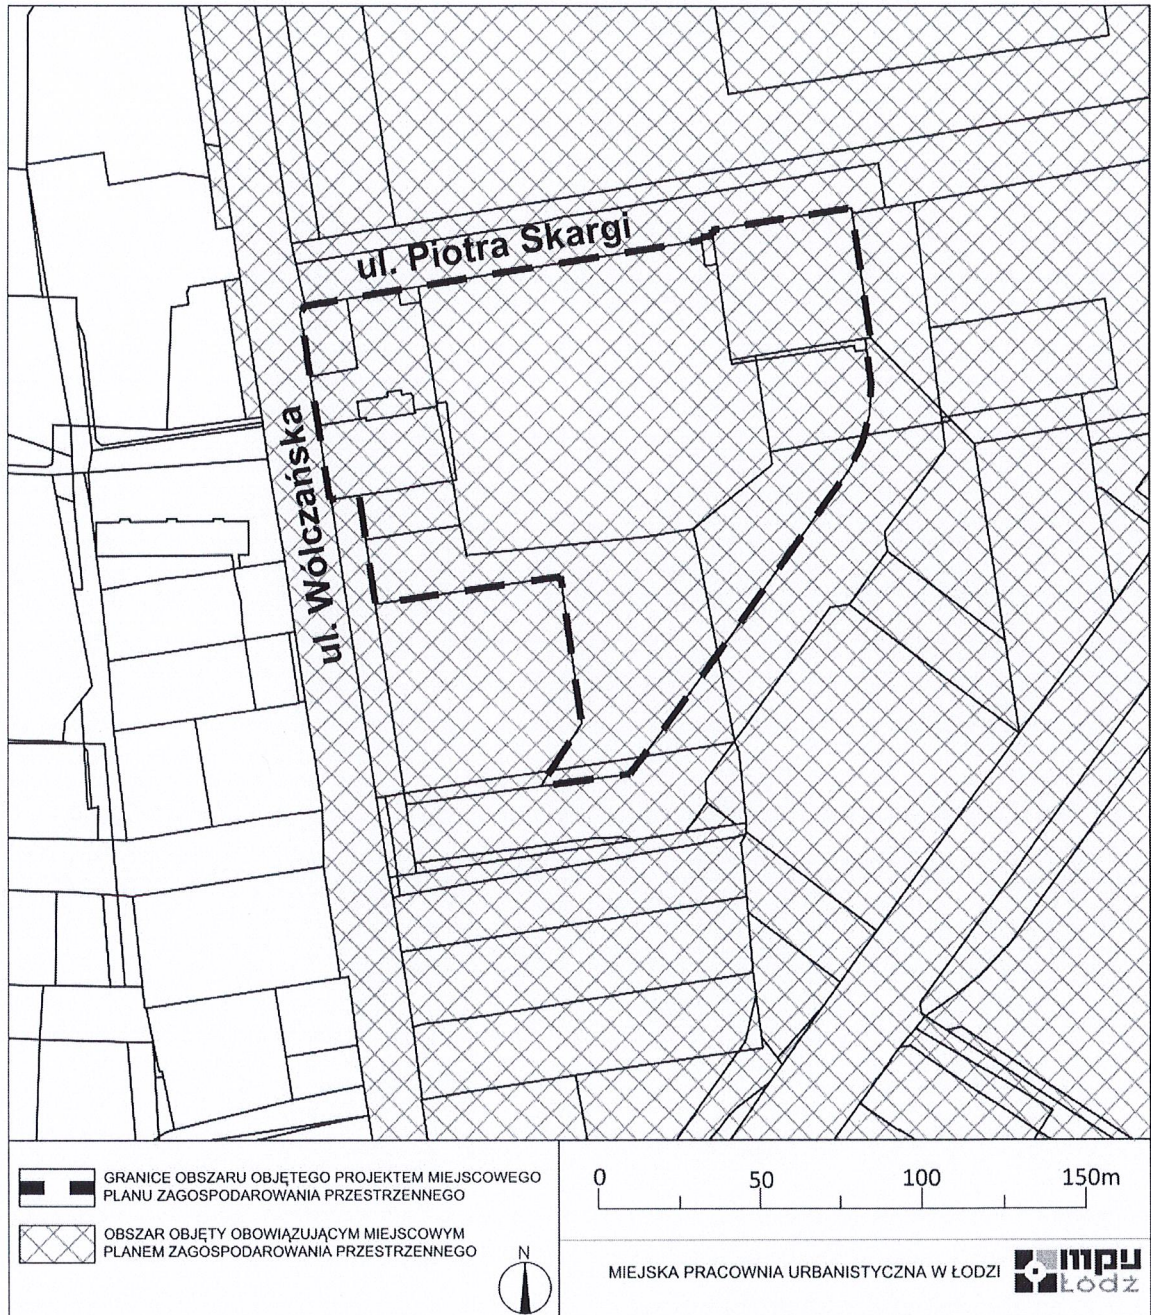 ul. Piotra Skargi
ul. Wólczańska
GRANICE OBSZARU OBJĘTEGO PROJEKTEM MIEJSCOWEGO
PLANU ZAGOSPODAROWANIA PRZESTRZENNEGO
OBSZAR OBJĘTY OBOWIĄZUJĄCYM MIEJSCOWYM
PLANEM ZAGOSPODAROWANIA PRZESTRZENNEGO
N
0 50 100 150m
MIEJSKA PRACOWNIA URBANISTYCZNA W ŁODZI
mpu
Łódź